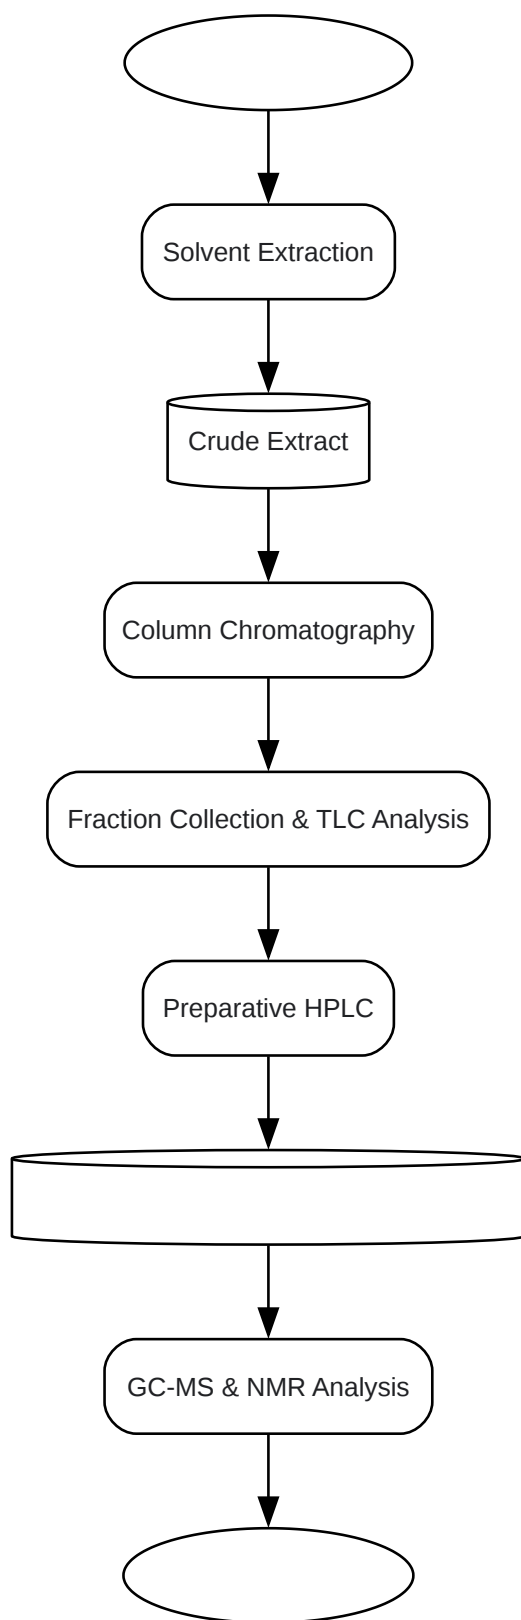 Solvent Extraction
Crude Extract
Column Chromatography
Fraction Collection & TLC Analysis
Preparative HPLC
GC-MS & NMR Analysis